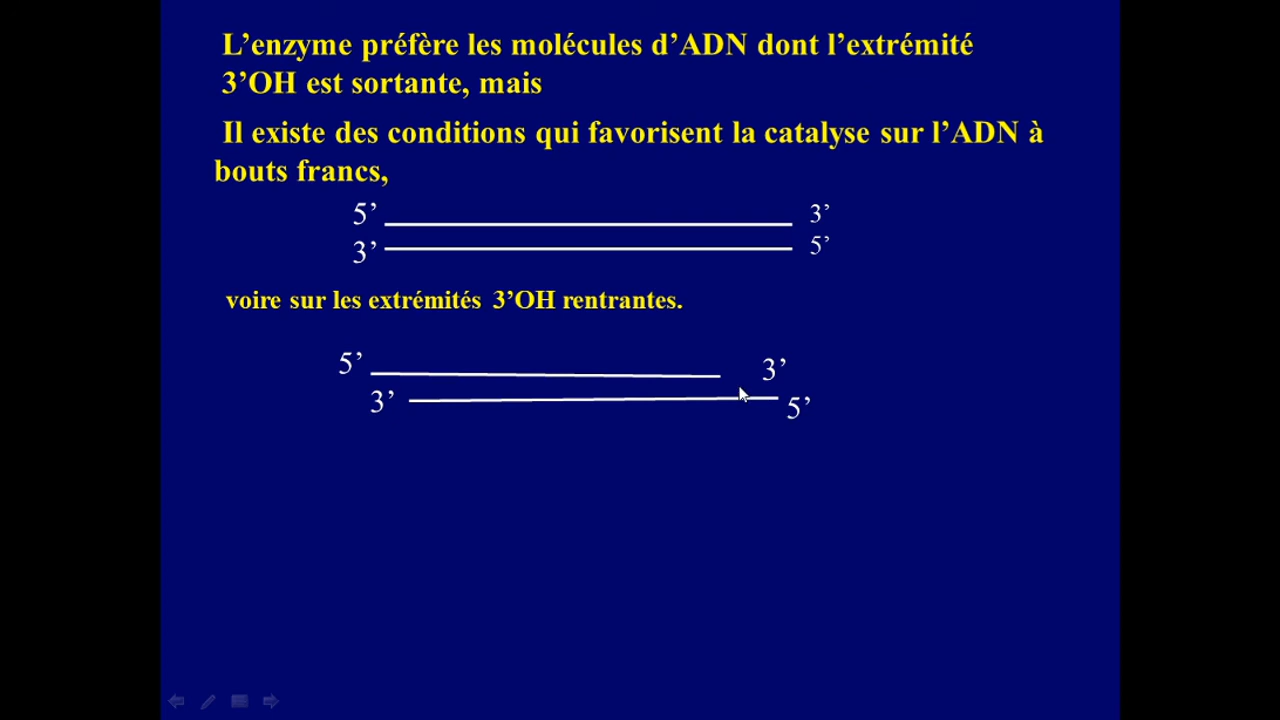 L’enzyme préfère les molécules d’ADN dont l’extrémité
3’OH est sortante, mais
Il existe des conditions qui favorisent la catalyse sur l’ADN à
bouts francs,
5’ 3’
3’ 5’
voire sur les extrémités 3’OH rentrantes.
5’ 3’
3’ 5’